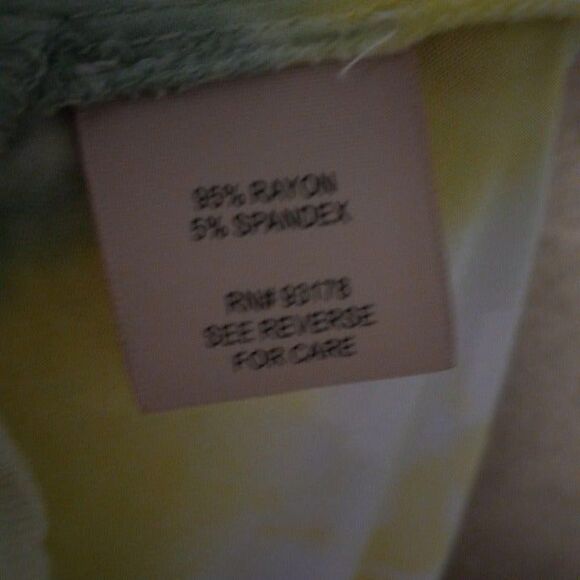 95% RAYON
5% SPANDEX
RN# 93178
SEE REVERSE
FOR CARE